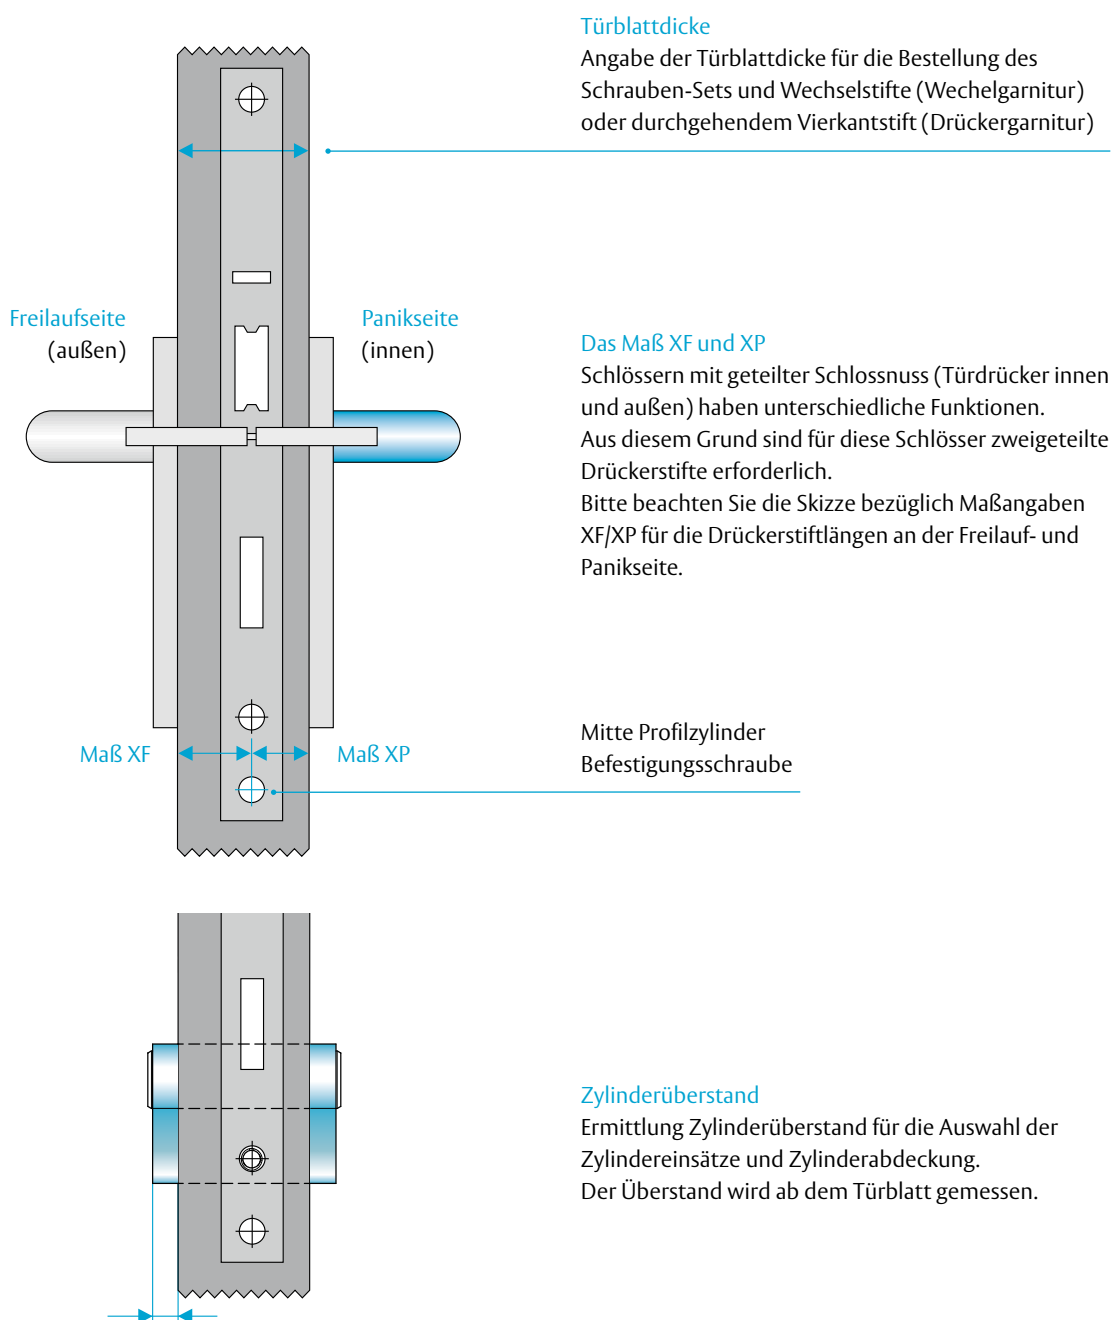 Türblattdicke
Angabe der Türblattdicke für die Bestellung des
Schrauben-Sets und Wechselstifte (Wechelgarnitur)
oder durchgehendem Vierkantstift (Drückergarnitur)
Freilaufseite
(außen)
Panikseite
(innen)
Das Maß XF und XP
Schlössern mit geteilter Schlossnuss (Türdrücker innen
und außen) haben unterschiedliche Funktionen.
Aus diesem Grund sind für diese Schlösser zweigeteilte
Drückerstifte erforderlich.
Bitte beachten Sie die Skizze bezüglich Maßangaben
XF/XP für die Drückerstiftlängen an der Freilauf- und
Panikseite.
Maß XF
Maß XP
Mitte Profilzylinder
Befestigungsschraube
Zylinderüberstand
Ermittlung Zylinderüberstand für die Auswahl der
Zylindereinsätze und Zylinderabdeckung.
Der Überstand wird ab dem Türblatt gemessen.